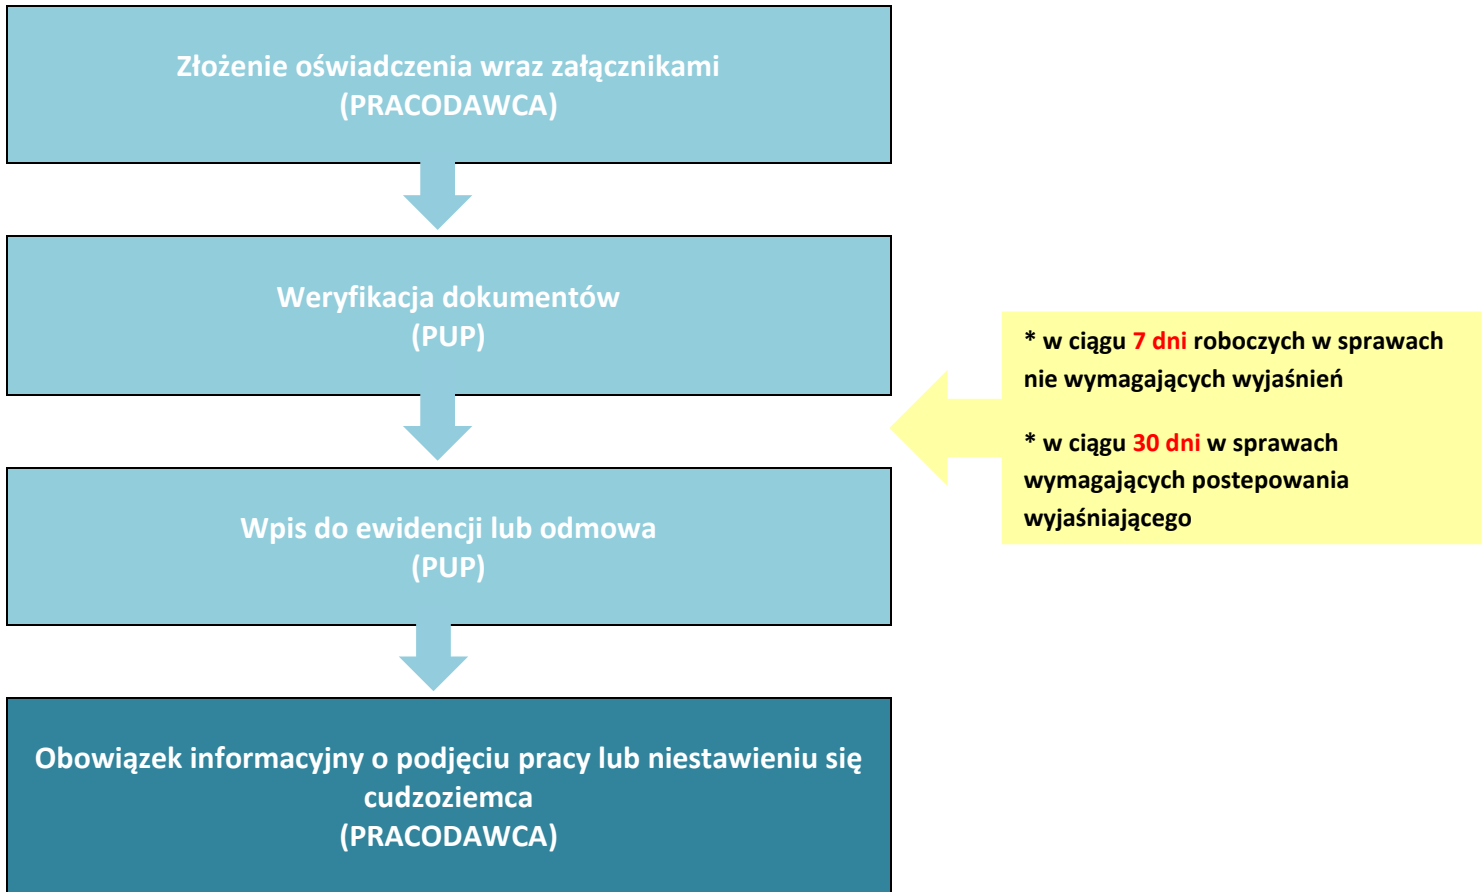 Złożenie oświadczenia wraz załącznikami
(PRACODAWCA)
Weryfikacja dokumentów
(PUP)
* w ciągu 7 dni roboczych w sprawach
nie wymagających wyjaśnień
* w ciągu 30 dni w sprawach
wymagających postepowania
wyjaśniającego
Wpis do ewidencji lub odmowa
(PUP)
Obowiązek informacyjny o podjęciu pracy lub niestawieniu się
cudzoziemca
(PRACODAWCA)